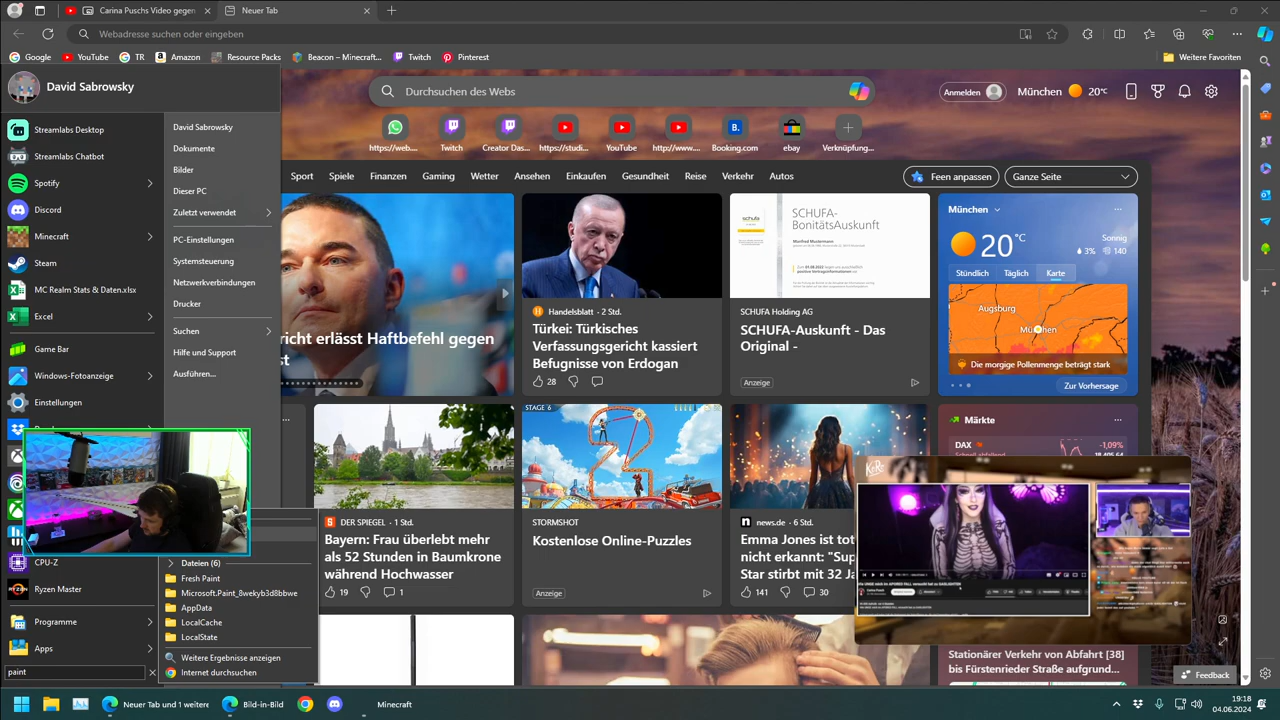 Carina Puschs Video gegen
Neuer Tab
Webadresse suchen oder eingeben
Google
YouTube
TR
Amazon
Resource Packs
Beacon – Minecraft...
Twitch
Pinterest
Weitere Favoriten
David Sabrowsky
Durchsuchen des Webs
Anmelden
München
20°C
Streamlabs Desktop
Streamlabs Chatbot
Spotify
Discord
Minecraft
Steam
MC Realm Stats Seite.xlsx
Excel
Game Bar
Windows-Fotoanzeige
Einstellungen
CPU-Z
Ryzen Master
Programme
Apps
paint
David Sabrowsky
Dokumente
Bilder
Dieser PC
Zuletzt verwendet
PC-Einstellungen
Systemsteuerung
Netzwerkverbindungen
Drucker
Suchen
Hilfe und Support
Ausführen...
Dateien (6)
Fresh Paint
Microsoft.Paint_8wekyb3d8bbwe
AppData
LocalCache
LocalState
Weitere Ergebnisse anzeigen
Internet durchsuchen
https://web....
Twitch
Creator Das...
https://studi...
YouTube
http://www....
Booking.com
ebay
Verknüpfung...
Sport
Spiele
Finanzen
Gaming
Wetter
Ansehen
Einkaufen
Gesundheit
Reise
Verkehr
Autos
Feen anpassen
Ganze Seite
richt erlässt Haftbefehl gegen
st
Handelsblatt • 2 Std.
Türkei: Türkisches
Verfassungsgericht kassiert
Befugnisse von Erdogan
28
schufa
SCHUFA-
BonitätsAuskunft
SCHUFA Holding AG
SCHUFA-Auskunft - Das
Original -
Anzeige
München
20°C
Sonnig
3%
140
Stündlich
Täglich
Karte
Augsburg
München
Die morgige Pollenmenge beträgt stark
Zur Vorhersage
DER SPIEGEL • 1 Std.
Bayern: Frau überlebt mehr
als 52 Stunden in Baumkrone
während Hochwasser
19
1
STAGE 6
STORMSHOT
Kostenlose Online-Puzzles
Anzeige
news.de • 6 Std.
Emma Jones ist tot
nicht erkannt: "Sup
Star stirbt mit 32 Ja
141
30
Märkte
DAX
-1,09%
Stationärer Verkehr von Abfahrt [38]
bis Fürstenrieder Straße aufgrund...
Feedback
Neuer Tab und 1 weitere
Bild-in-Bild
Minecraft
19:18
04.06.2024